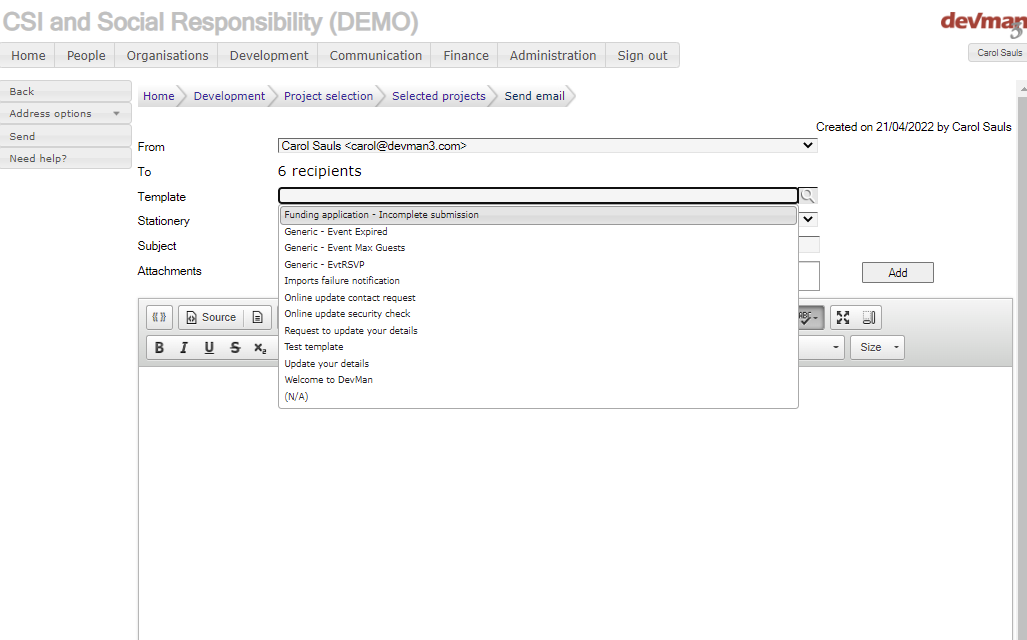 CSI and Social Responsibility (DEMO)
devman
3
Home People Organisations Development Communication Finance Administration Sign out
Carol Sauls
Back
Address options
Send
Need help?
Home Development Project selection Selected projects Send email
Created on 21/04/2022 by Carol Sauls
From Carol Sauls <carol@devman3.com>
To 6 recipients
Template
Stationery
Subject
Attachments
Add
Funding application - Incomplete submission
Generic - Event Expired
Generic - Event Max Guests
Generic - EvtRSVP
Imports failure notification
Online update contact request
Online update security check
Request to update your details
Test template
Update your details
Welcome to DevMan
(N/A)
Source
ABC
B I U S x₂
Size